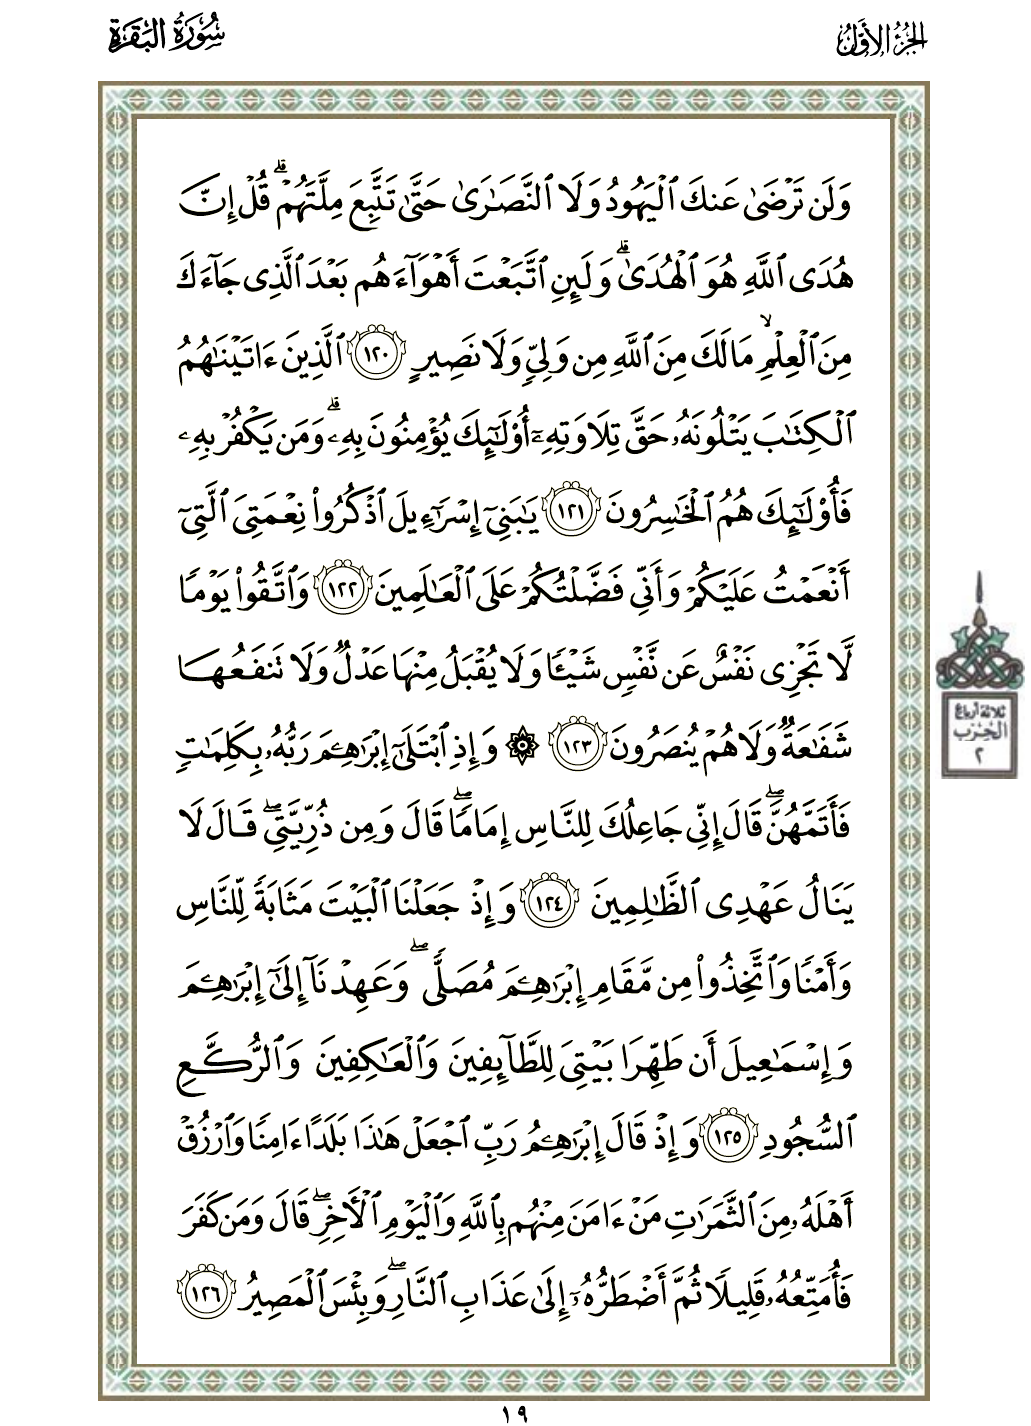 الجزء الأول
سورة البقرة
وَلَن تَرۡضَىٰ عَنكَ ٱلۡيَهُودُ وَلَا ٱلنَّصَٰرَىٰ حَتَّىٰ تَتَّبِعَ مِلَّتَهُمۡۗ قُلۡ إِنَّ
هُدَى ٱللَّهِ هُوَ ٱلۡهُدَىٰۗ وَلَئِنِ ٱتَّبَعۡتَ أَهۡوَآءَهُم بَعۡدَ ٱلَّذِي جَآءَكَ
مِنَ ٱلۡعِلۡمِۙ مَا لَكَ مِنَ ٱللَّهِ مِن وَلِيّٖ وَلَا نَصِيرٍ ١٢٠ ٱلَّذِينَ ءَاتَيۡنَٰهُمُ
ٱلۡكِتَٰبَ يَتۡلُونَهُۥ حَقَّ تِلَاوَتِهِۦٓ أُوْلَٰٓئِكَ يُؤۡمِنُونَ بِهِۦۗ وَمَن يَكۡفُرۡ بِهِۦ
فَأُوْلَٰٓئِكَ هُمُ ٱلۡخَٰسِرُونَ ١٢١ يَٰبَنِيٓ إِسۡرَٰٓءِيلَ ٱذۡكُرُواْ نِعۡمَتِيَ ٱلَّتِيٓ
أَنۡعَمۡتُ عَلَيۡكُمۡ وَأَنِّي فَضَّلۡتُكُمۡ عَلَى ٱلۡعَٰلَمِينَ ١٢٢ وَٱتَّقُواْ يَوۡمٗا
لَّا تَجۡزِي نَفۡسٌ عَن نَّفۡسٖ شَيۡـٔٗا وَلَا يُقۡبَلُ مِنۡهَا عَدۡلٞ وَلَا تَنفَعُهَا
شَفَٰعَةٞ وَلَا هُمۡ يُنصَرُونَ ١٢٣ ۞ وَإِذِ ٱبۡتَلَىٰٓ إِبۡرَٰهِـۧمَ رَبُّهُۥ بِكَلِمَٰتٖ
فَأَتَمَّهُنَّۖ قَالَ إِنِّي جَاعِلُكَ لِلنَّاسِ إِمَامٗاۖ قَالَ وَمِن ذُرِّيَّتِيۖ قَالَ لَا
يَنَالُ عَهۡدِي ٱلظَّٰلِمِينَ ١٢٤ وَإِذۡ جَعَلۡنَا ٱلۡبَيۡتَ مَثَابَةٗ لِّلنَّاسِ
وَأَمۡنٗا وَٱتَّخِذُواْ مِن مَّقَامِ إِبۡرَٰهِـۧمَ مُصَلّٗىۖ وَعَهِدۡنَآ إِلَىٰٓ إِبۡرَٰهِـۧمَ
وَإِسۡمَٰعِيلَ أَن طَهِّرَا بَيۡتِيَ لِلطَّآئِفِينَ وَٱلۡعَٰكِفِينَ وَٱلرُّكَّعِ
ٱلسُّجُودِ ١٢٥ وَإِذۡ قَالَ إِبۡرَٰهِـۧمُ رَبِّ ٱجۡعَلۡ هَٰذَا بَلَدًا ءَامِنٗا وَٱرۡزُقۡ
أَهۡلَهُۥ مِنَ ٱلثَّمَرَٰتِ مَنۡ ءَامَنَ مِنۡهُم بِٱللَّهِ وَٱلۡيَوۡمِ ٱلۡأٓخِرِۖ قَالَ وَمَن كَفَرَ
فَأُمَتِّعُهُۥ قَلِيلٗا ثُمَّ أَضۡطَرُّهُۥٓ إِلَىٰ عَذَابِ ٱلنَّارِۖ وَبِئۡسَ ٱلۡمَصِيرُ ١٢٦
ثلاثة أرباع
الحزب
٢
١٩